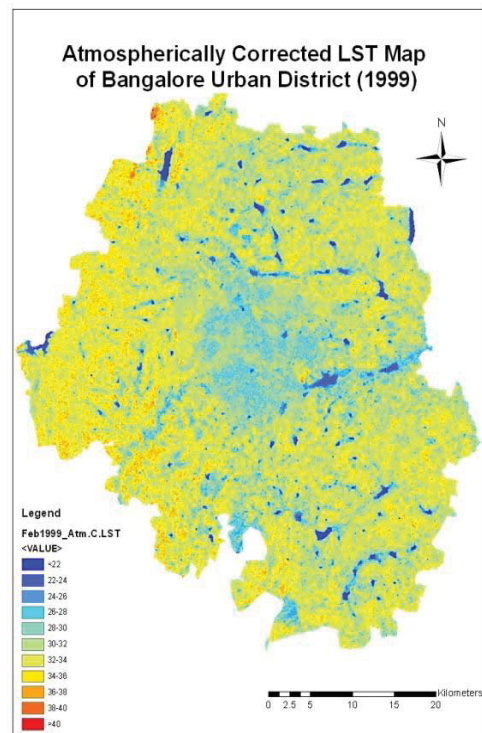 Atmospherically Corrected LST Map
of Bangalore Urban District (1999)
N
Legend
Feb1999_Atm.C.LST
<VALUE>
<22
22-24
24-26
26-28
28-30
30-32
32-34
34-36
36-38
38-40
>40
Kilometers
0 2.5 5 10 15 20